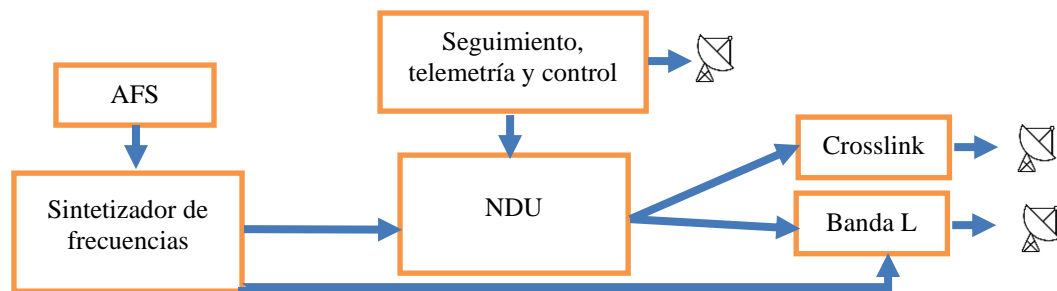 Seguimiento,
telemetría y control
AFS
Crosslink
Sintetizador de
frecuencias
NDU
Banda L